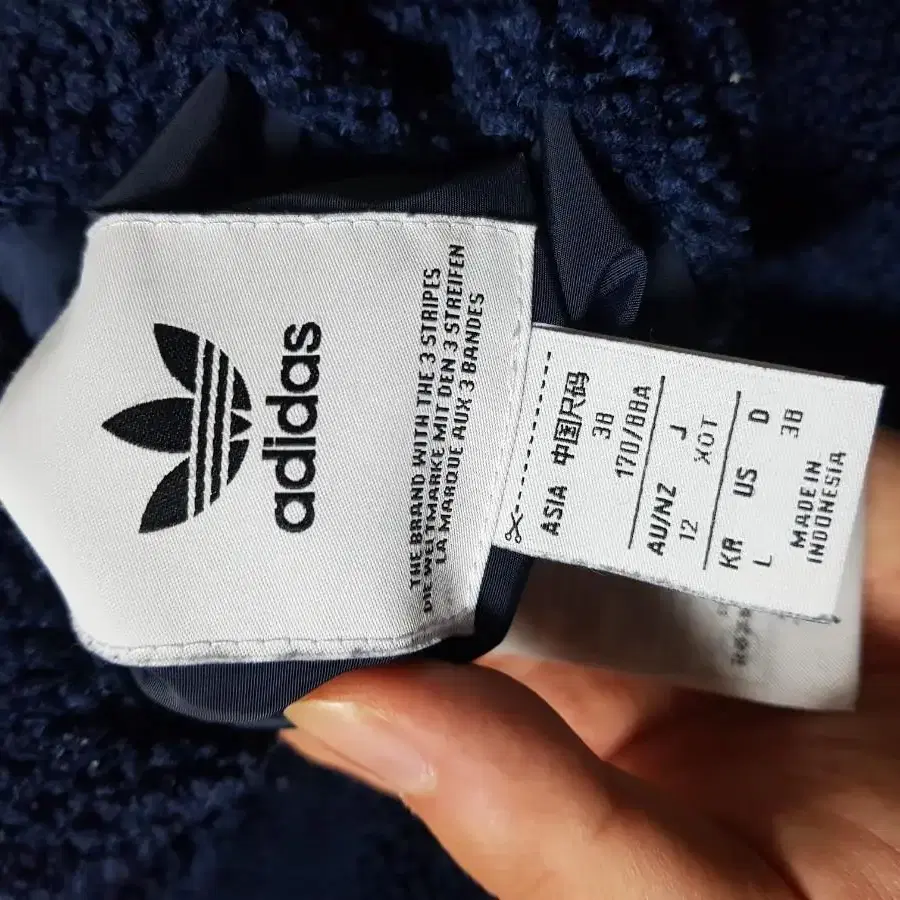 adidas
THE BRAND WITH THE 3 STRIPES
DIE WELTMARKE MIT DEN 3 STREIFEN
LA MARQUE AUX 3 BANDES
ASIA 中国尺码
38
170/88A
AU/NZ J
12 XOT
KR US D
L 38
MADE IN
INDONESIA